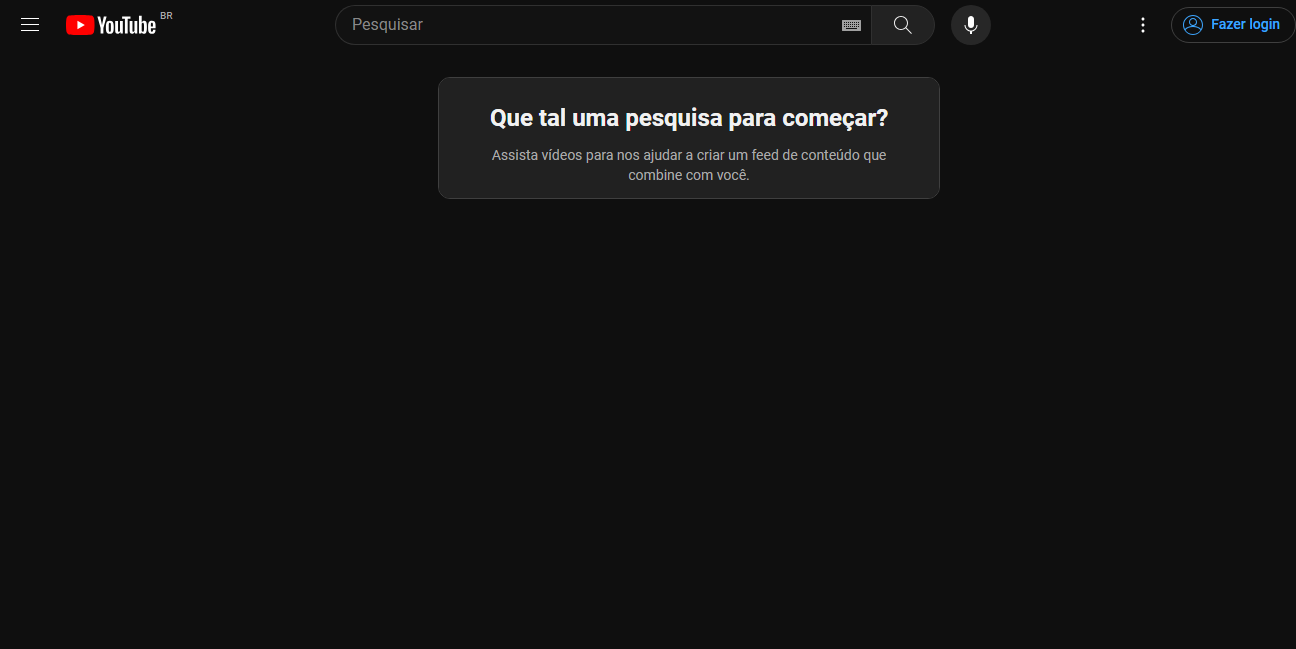 YouTube BR
Pesquisar
Fazer login
Que tal uma pesquisa para começar?
Assista vídeos para nos ajudar a criar um feed de conteúdo que
combine com você.